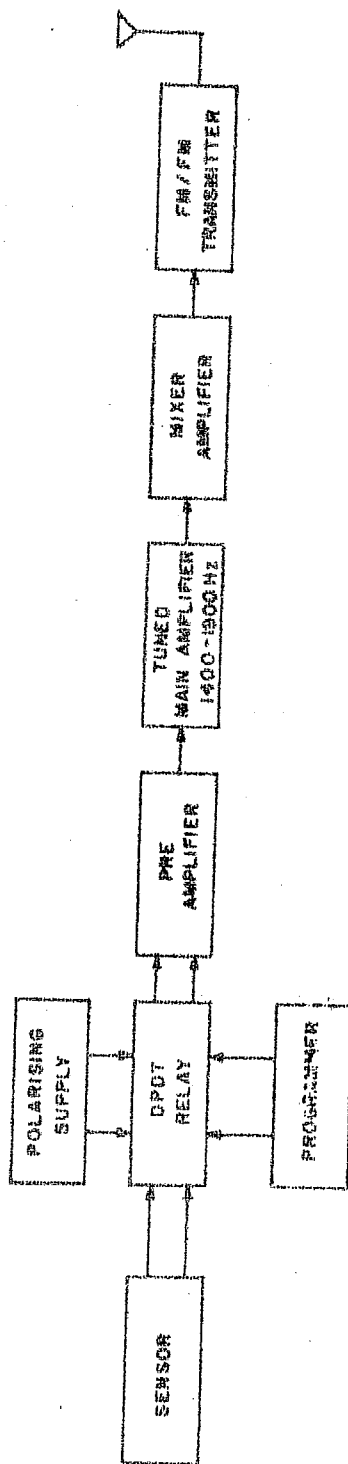 SENSOR
POLARISING
SUPPLY
DPDT
RELAY
PROGRAMMER
PRE
AMPLIFIER
TUNED
MAIN AMPLIFIER
1400-1900 Hz
MIXER
AMPLIFIER
FM/FM
TRANSMITTER